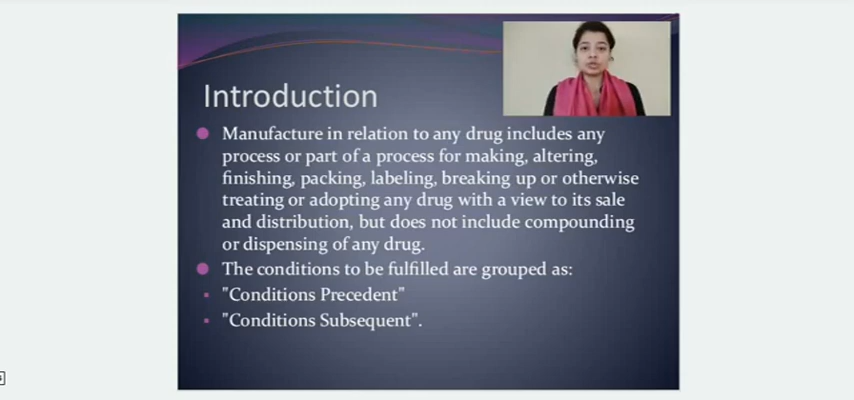 Introduction
Manufacture in relation to any drug includes any
process or part of a process for making, altering,
finishing, packing, labeling, breaking up or otherwise
treating or adopting any drug with a view to its sale
and distribution, but does not include compounding
or dispensing of any drug.
The conditions to be fulfilled are grouped as:
"Conditions Precedent"
"Conditions Subsequent".